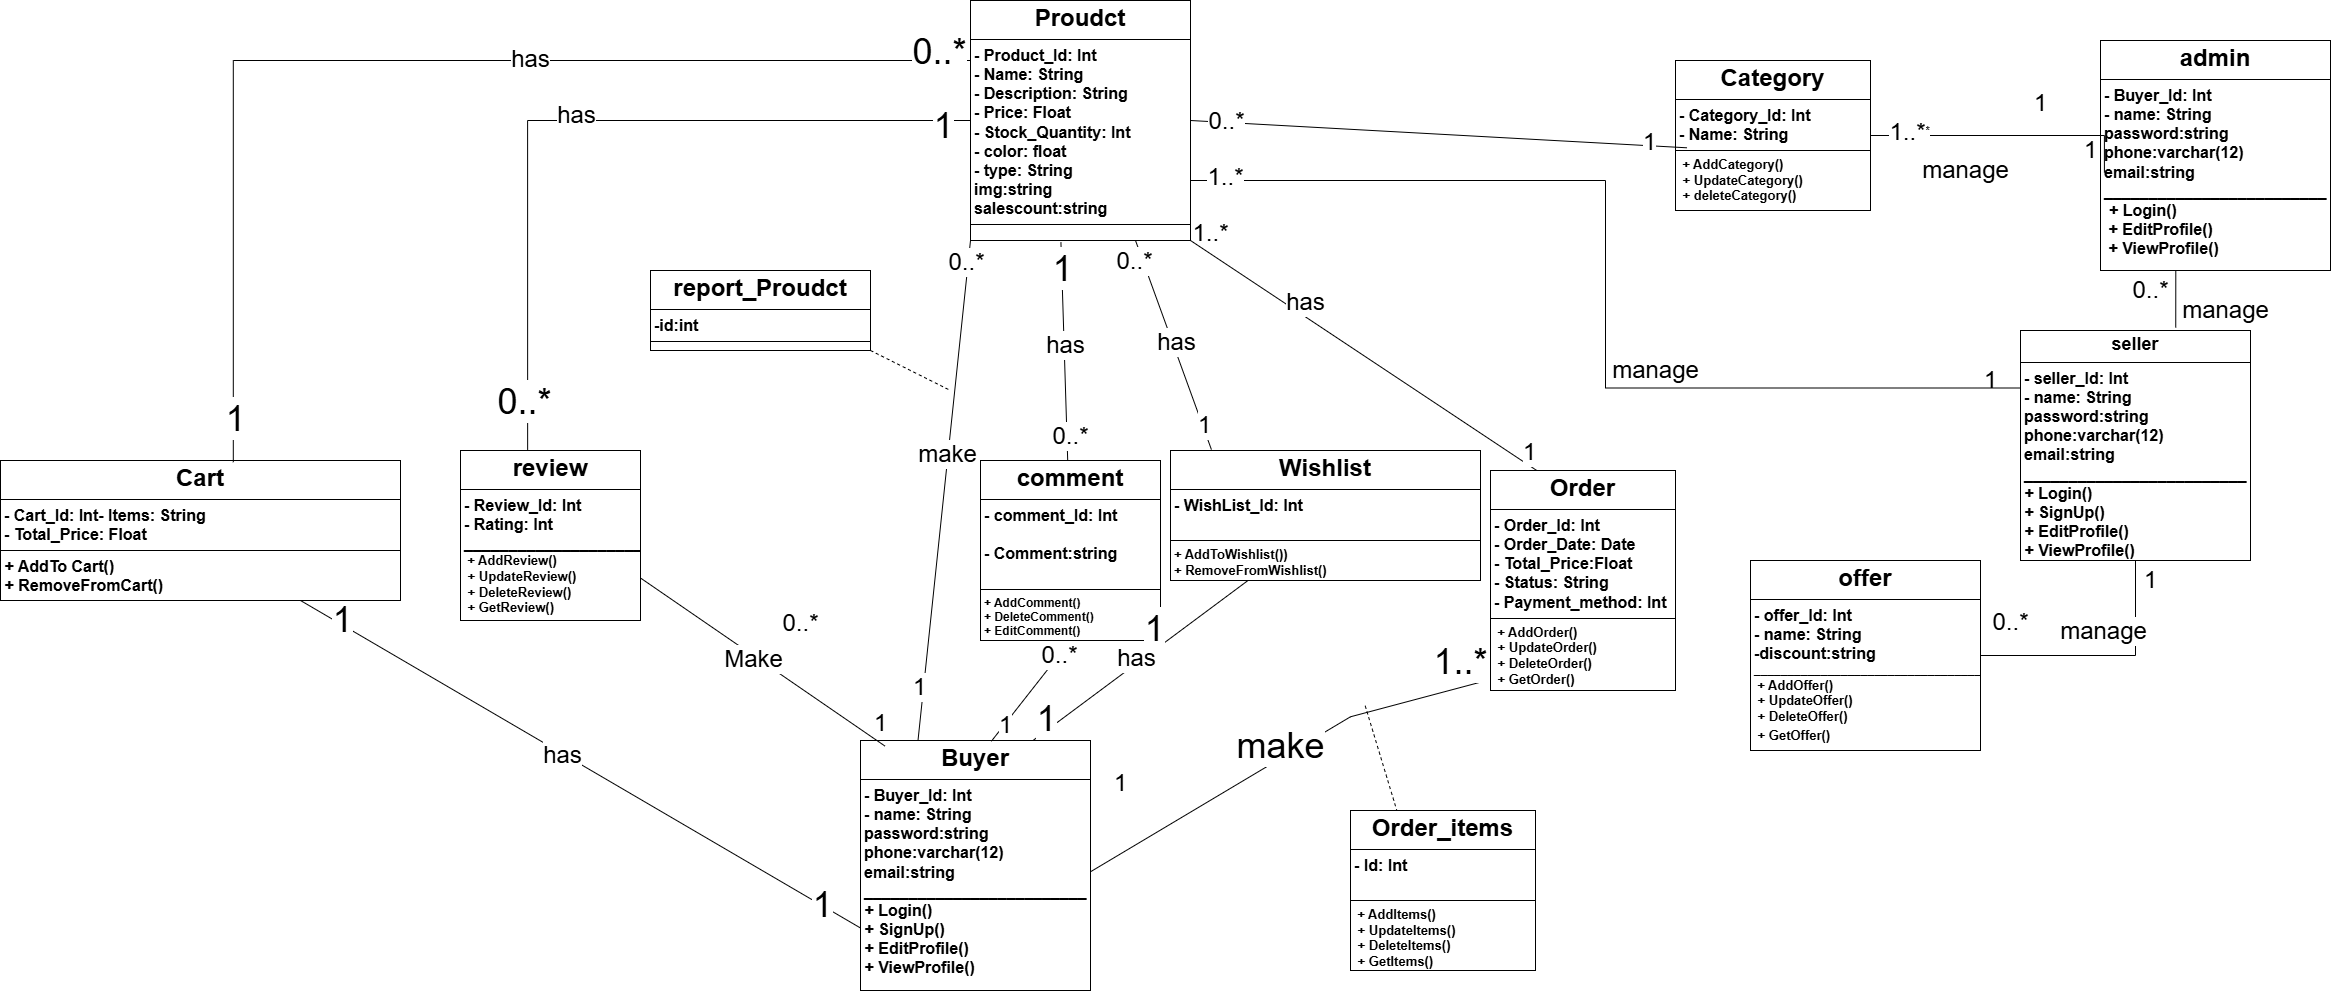 Proudct
- Product_Id: Int
- Name: String
- Description: String
- Price: Float
- Stock_Quantity: Int
- color: float
- type: String
img:string
salescount:string
has
0..*
has
1
0..*
1..*
1..*
0..*
1
0..*
Category
- Category_Id: Int
- Name: String
+ AddCategory()
+ UpdateCategory()
+ deleteCategory()
1
1..**
manage
1
1
admin
- Buyer_Id: Int
- name: String
password:string
phone:varchar(12)
email:string
+ Login()
+ EditProfile()
+ ViewProfile()
0..*
manage
report_Proudct
-id:int
has
has
has
manage
1
seller
- seller_Id: Int
- name: String
password:string
phone:varchar(12)
email:string
+ Login()
+ SignUp()
+ EditProfile()
+ ViewProfile()
1
0..*
make
0..*
1
1
Cart
- Cart_Id: Int- Items: String
- Total_Price: Float
+ AddTo Cart()
+ RemoveFromCart()
review
- Review_Id: Int
- Rating: Int
+ AddReview()
+ UpdateReview()
+ DeleteReview()
+ GetReview()
comment
- comment_Id: Int
- Comment:string
+ AddComment()
+ DeleteComment()
+ EditComment()
Wishlist
- WishList_Id: Int
+ AddToWishlist())
+ RemoveFromWishlist()
Order
- Order_Id: Int
- Order_Date: Date
- Total_Price:Float
- Status: String
- Payment_method: Int
+ AddOrder()
+ UpdateOrder()
+ DeleteOrder()
+ GetOrder()
offer
- offer_Id: Int
- name: String
-discount:string
+ AddOffer()
+ UpdateOffer()
+ DeleteOffer()
+ GetOffer()
1
0..*
manage
1
0..*
Make
0..*
1
has
1..*
1
1
1
1
make
has
1
1
Buyer
- Buyer_Id: Int
- name: String
password:string
phone:varchar(12)
email:string
+ Login()
+ SignUp()
+ EditProfile()
+ ViewProfile()
Order_items
- Id: Int
+ AddItems()
+ UpdateItems()
+ DeleteItems()
+ GetItems()